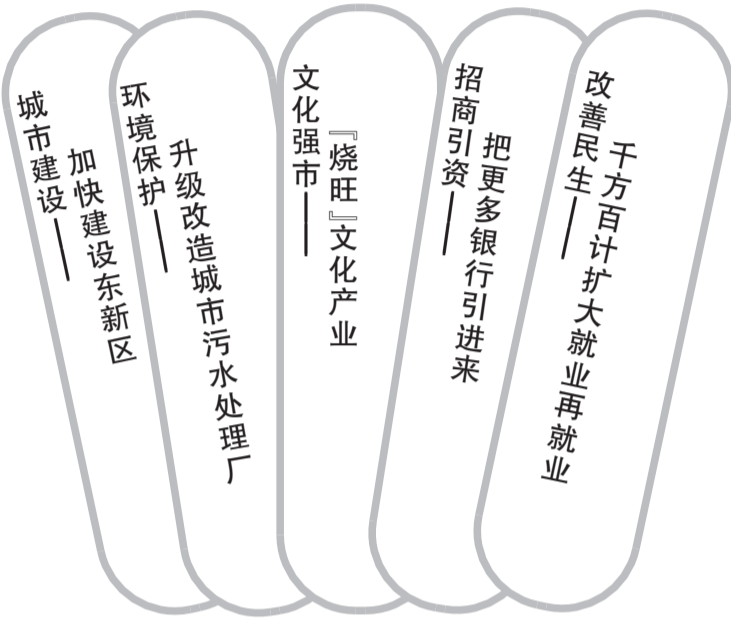 城市建设——
加快建设东新区
环境保护——
升级改造城市污水处理厂
文化强市——
『烧旺』文化产业
招商引资——
把更多银行引进来
改善民生——
千方百计扩大就业再就业